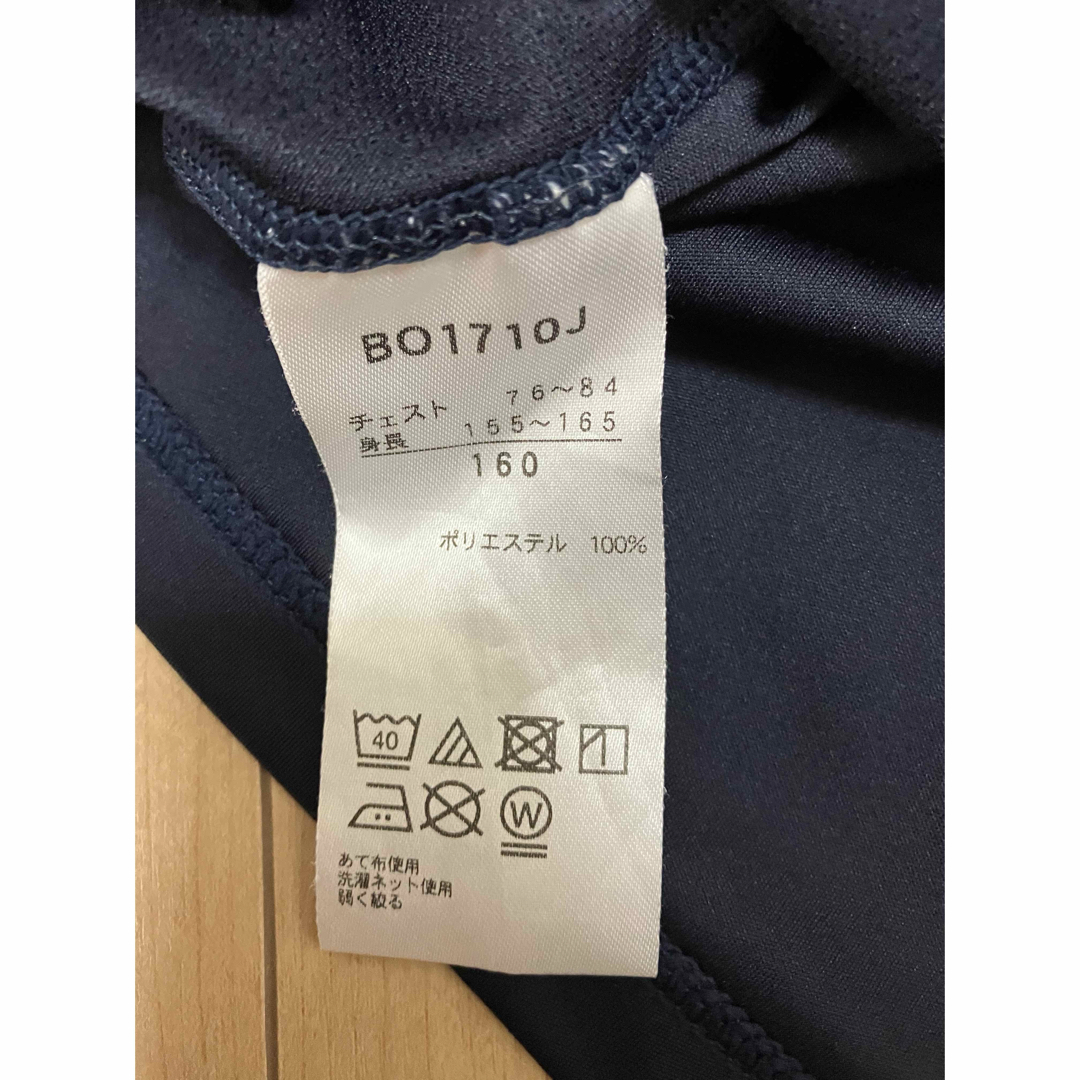 BO1710J
チェスト 76～84
身長 155～165
160
ポリエステル 100%
40
W
あて布使用
洗濯ネット使用
弱く絞る